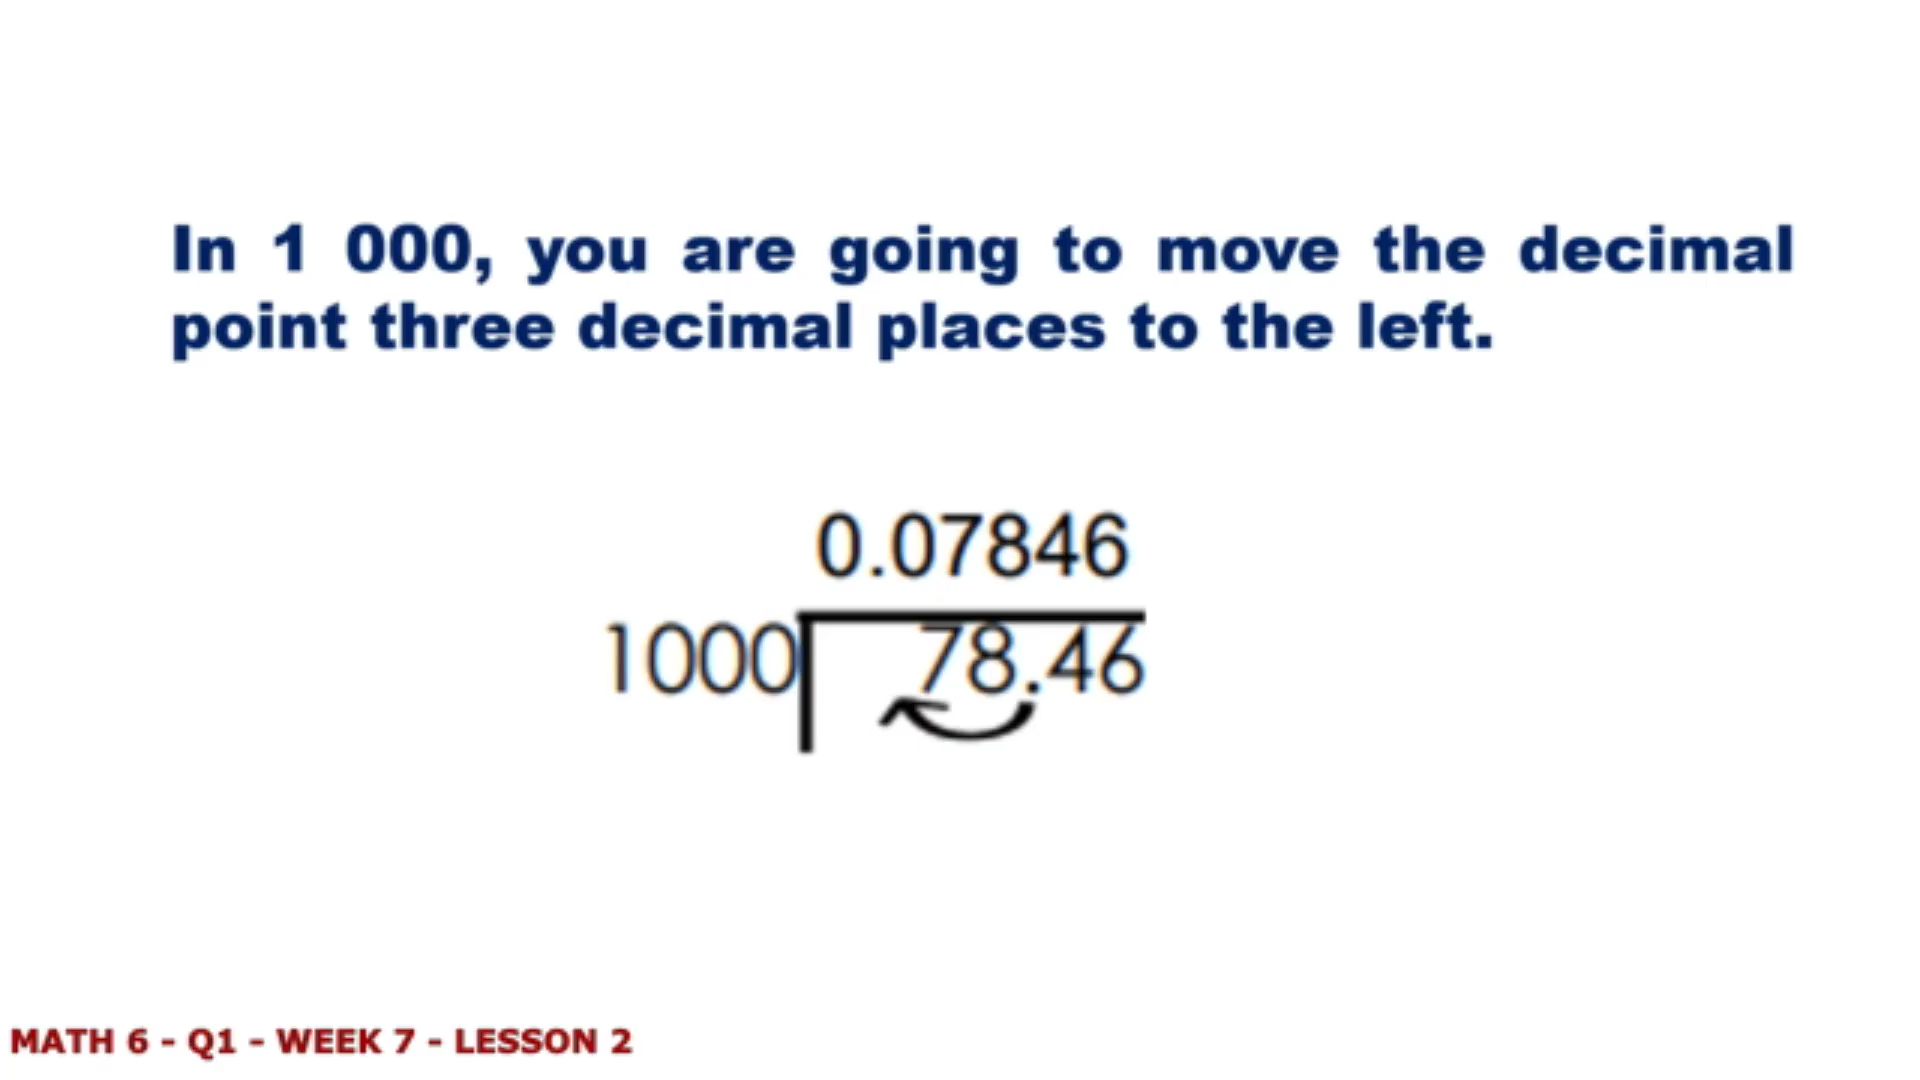 In 1 000, you are going to move the decimal
point three decimal places to the left.
0.07846
1000 78.46
MATH 6 - Q1 - WEEK 7 - LESSON 2